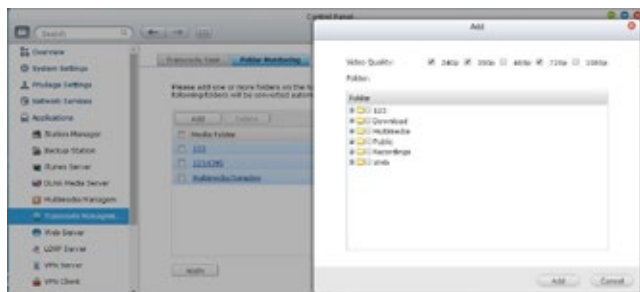 Control Panel
Search
Overview
System Settings
Privilege Settings
Network Services
Applications
Station Manager
Backup Station
iTunes Server
DLNA Media Server
Multimedia Managem
Transcode Managem
Web Server
LDAP Server
VPN Server
VPN Client
Transcode Task
Folder Monitoring
Please add one or more folders via the
following folders will be converted autom
Add
Delete
Media Folder
123
123/CMS
Multimedia/Samples
Apply
Add
Video Quality:
240p
360p
480p
720p
1080p
Folder:
Folder
123
Download
Multimedia
Public
Recordings
Web
Add
Cancel